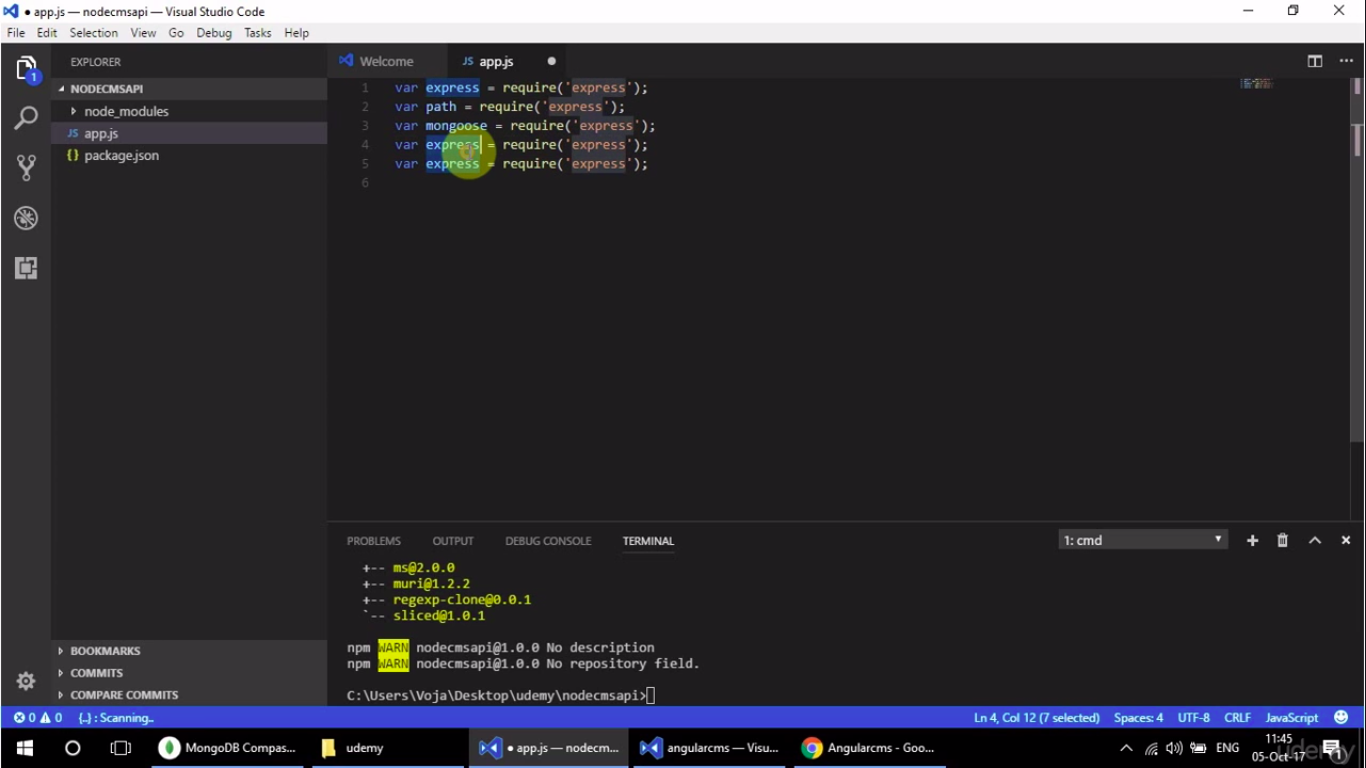 app.js — nodecmsapi — Visual Studio Code
File Edit Selection View Go Debug Tasks Help
EXPLORER
NODECMSAPI
node_modules
JS app.js
{} package.json
BOOKMARKS
COMMITS
COMPARE COMMITS
1
Welcome
JS app.js
1 var express = require('express');
2 var path = require('express');
3 var mongoose = require('express');
4 var express = require('express');
5 var express = require('express');
6
PROBLEMS OUTPUT DEBUG CONSOLE TERMINAL 1: cmd
+-- ms@2.0.0
+-- muri@1.2.2
+-- regexp-clone@0.0.1
`-- sliced@1.0.1
npm WARN nodecmsapi@1.0.0 No description
npm WARN nodecmsapi@1.0.0 No repository field.
C:\Users\Voja\Desktop\udemy\nodecmsapi>
0 0 {..} : Scanning.. Ln 4, Col 12 (7 selected) Spaces: 4 UTF-8 CRLF JavaScript
MongoDB Compas... udemy ● app.js — nodecm... angularcms — Visu... Angularcms - Goo... ENG
11:45
05-Oct-17
1
udemy